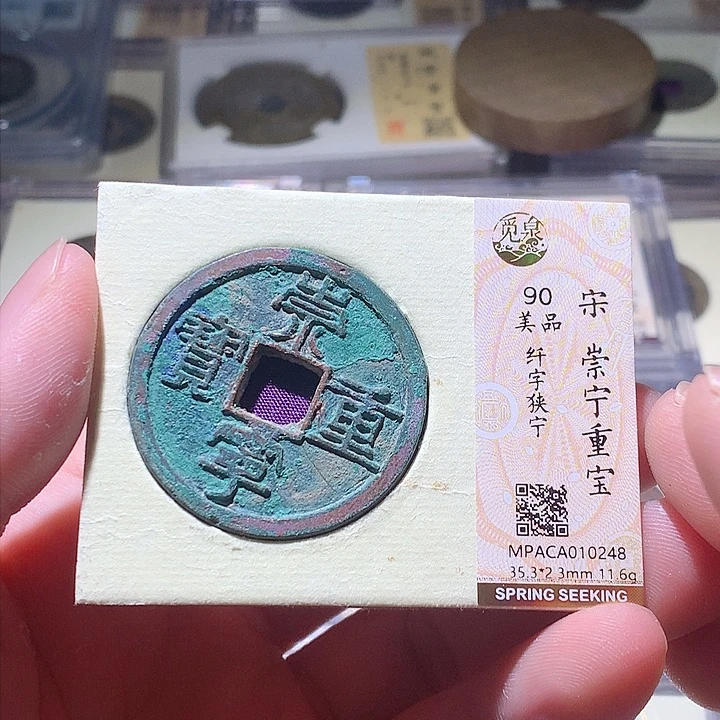 崇
寧
重
寶
觅泉
宋 崇宁重宝
90
美品
纤字狭宁
MPACA010248
35.3*2.3mm 11.6g
SPRING SEEKING